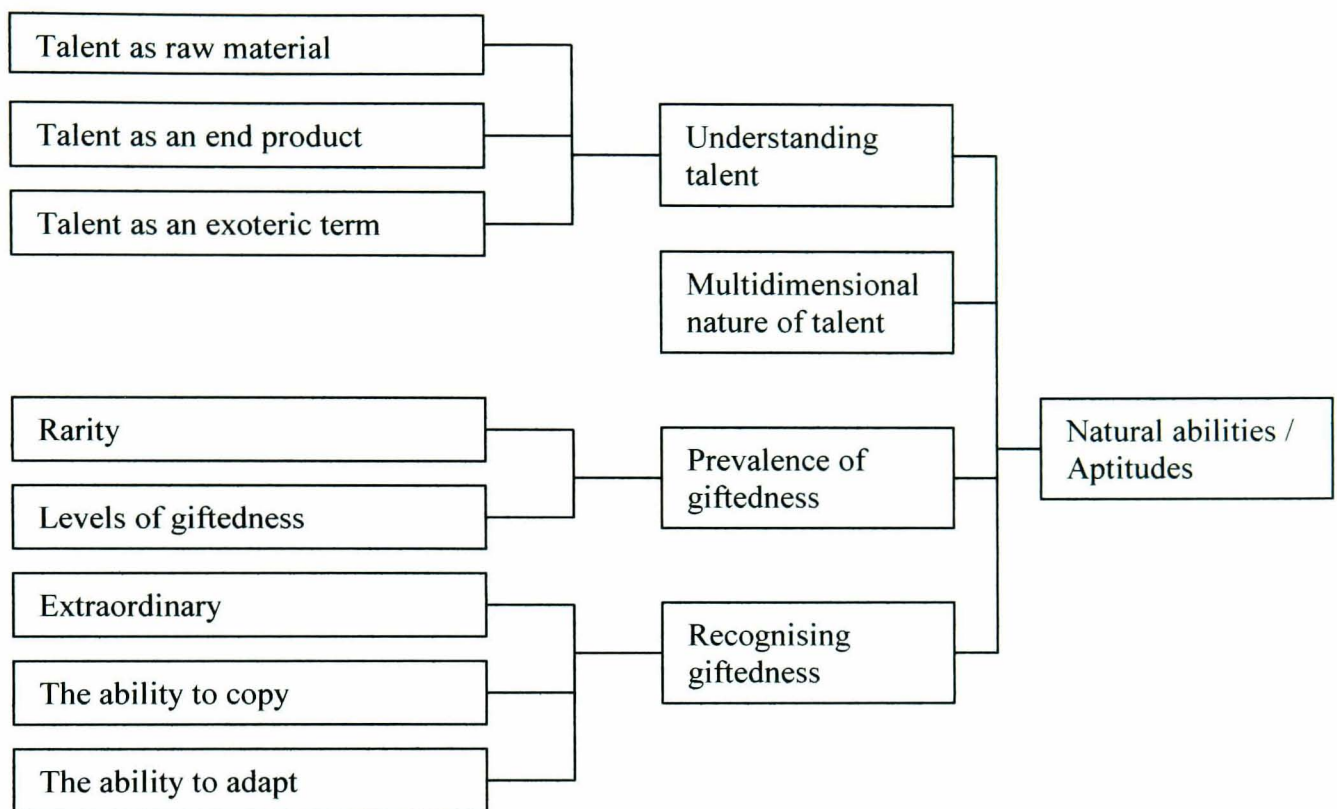 Talent as raw material
Talent as an end product
Talent as an exoteric term
Understanding
talent
Multidimensional
nature of talent
Rarity
Levels of giftedness
Prevalence of
giftedness
Natural abilities /
Aptitudes
Extraordinary
The ability to copy
The ability to adapt
Recognising
giftedness